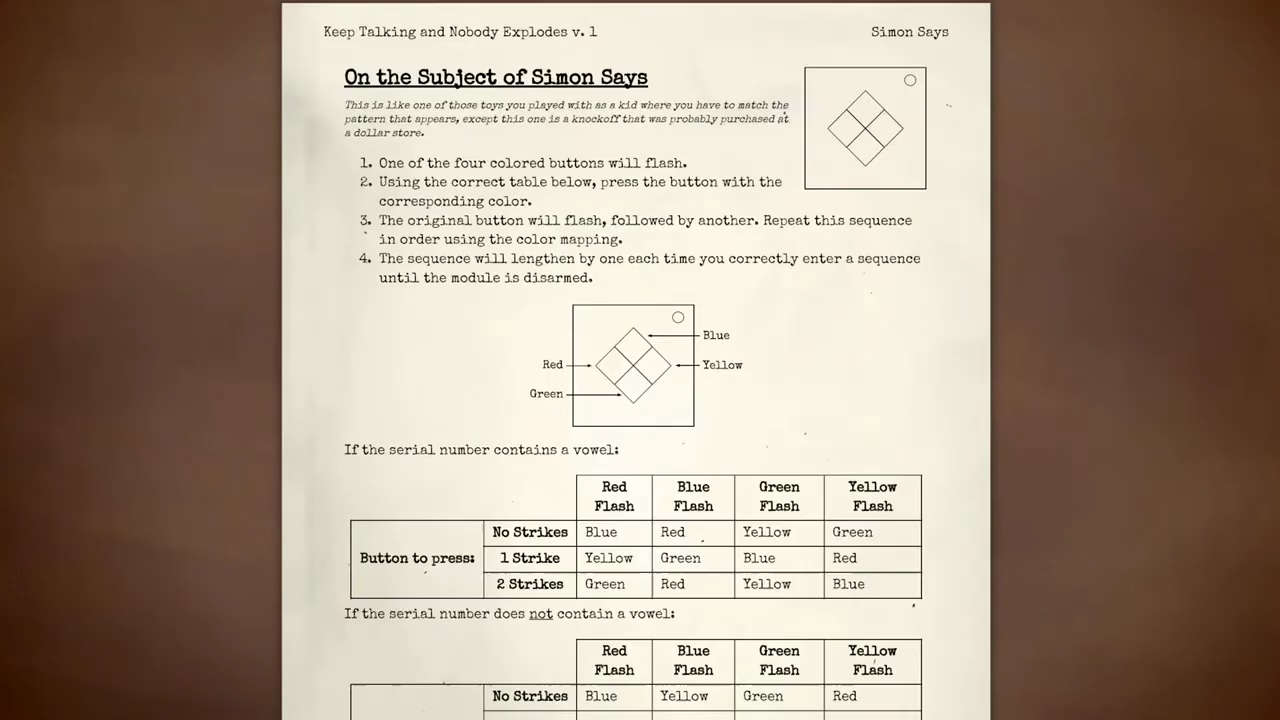 Keep Talking and Nobody Explodes v. 1 Simon Says
On the Subject of Simon Says
This is like one of those toys you played with as a kid where you have to match the
pattern that appears, except this one is a knockoff that was probably purchased at
a dollar store.
1. One of the four colored buttons will flash.
2. Using the correct table below, press the button with the
corresponding color.
3. The original button will flash, followed by another. Repeat this sequence
in order using the color mapping.
4. The sequence will lengthen by one each time you correctly enter a sequence
until the module is disarmed.
Blue
Red Yellow
Green
If the serial number contains a vowel:
Red Blue Green Yellow
Flash Flash Flash Flash
No Strikes Blue Red Yellow Green
Button to press: 1 Strike Yellow Green Blue Red
2 Strikes Green Red Yellow Blue
If the serial number does not contain a vowel:
Red Blue Green Yellow
Flash Flash Flash Flash
No Strikes Blue Yellow Green Red